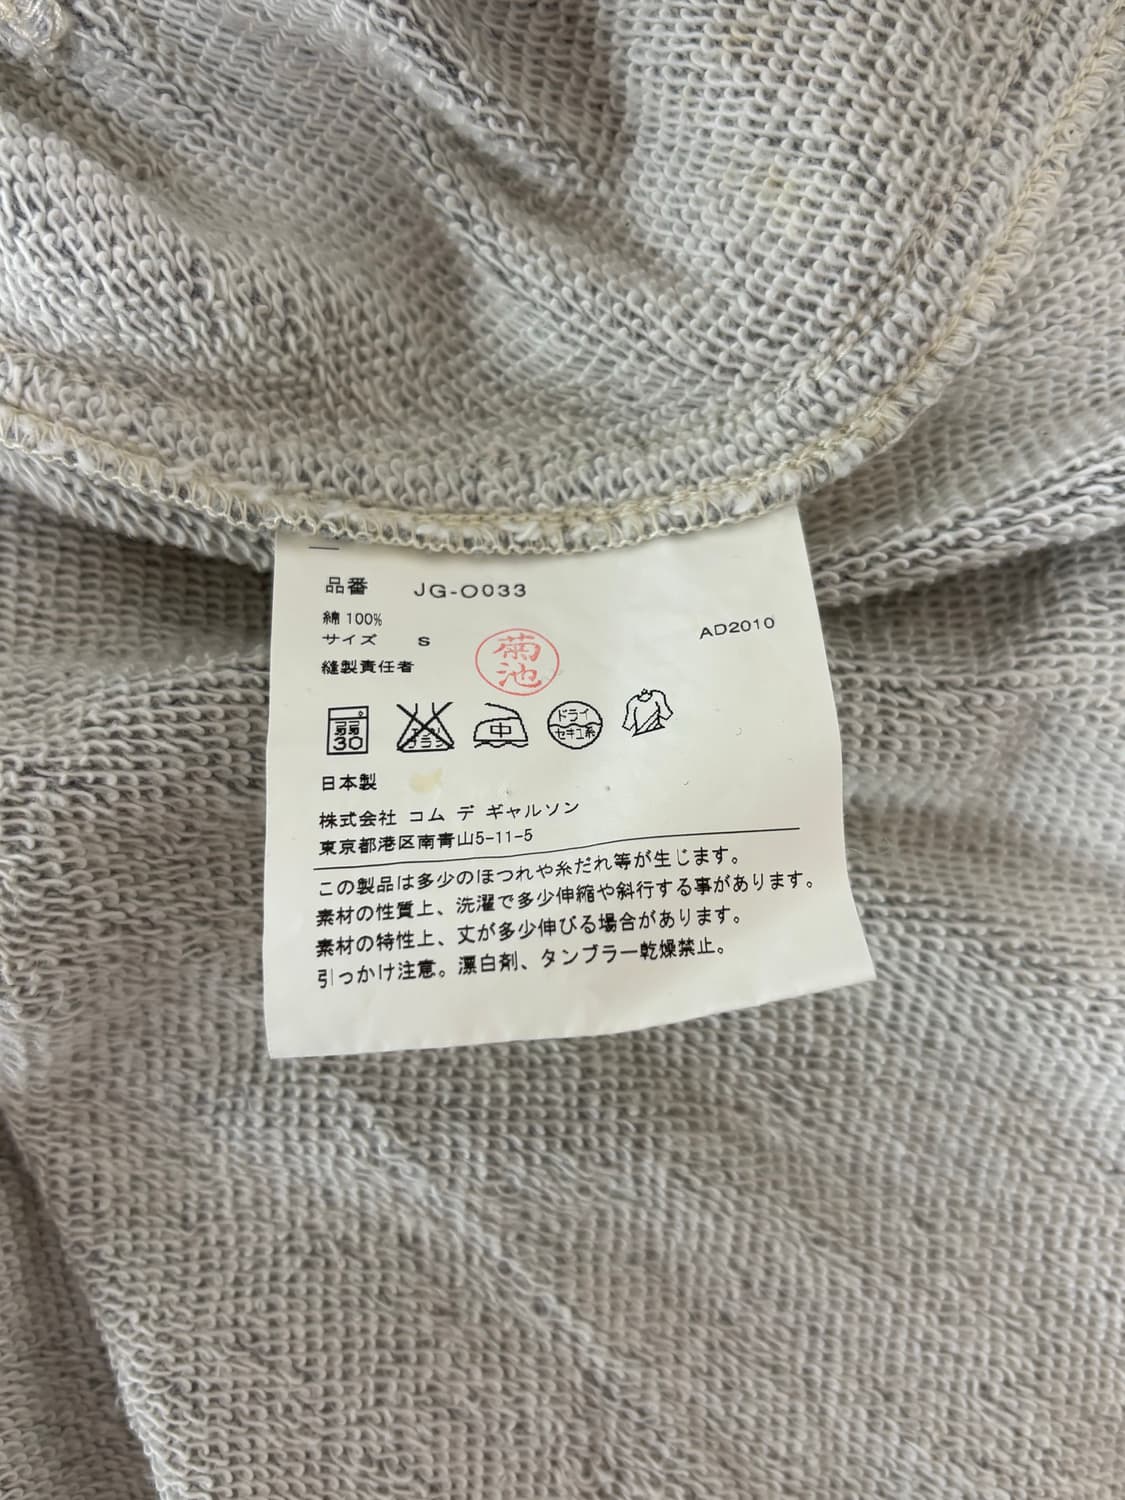 品番 JG-O033
綿 100%
サイズ S
AD2010
縫製責任者
菊池
弱
30
中
ドライ
セキユ系
日本製
株式会社 コム デ ギャルソン
東京都港区南青山5-11-5
この製品は多少のほつれや糸だれ等が生じます。
素材の性質上、洗濯で多少伸縮や斜行する事があります。
素材の特性上、丈が多少伸びる場合があります。
引っかけ注意。漂白剤、タンブラー乾燥禁止。